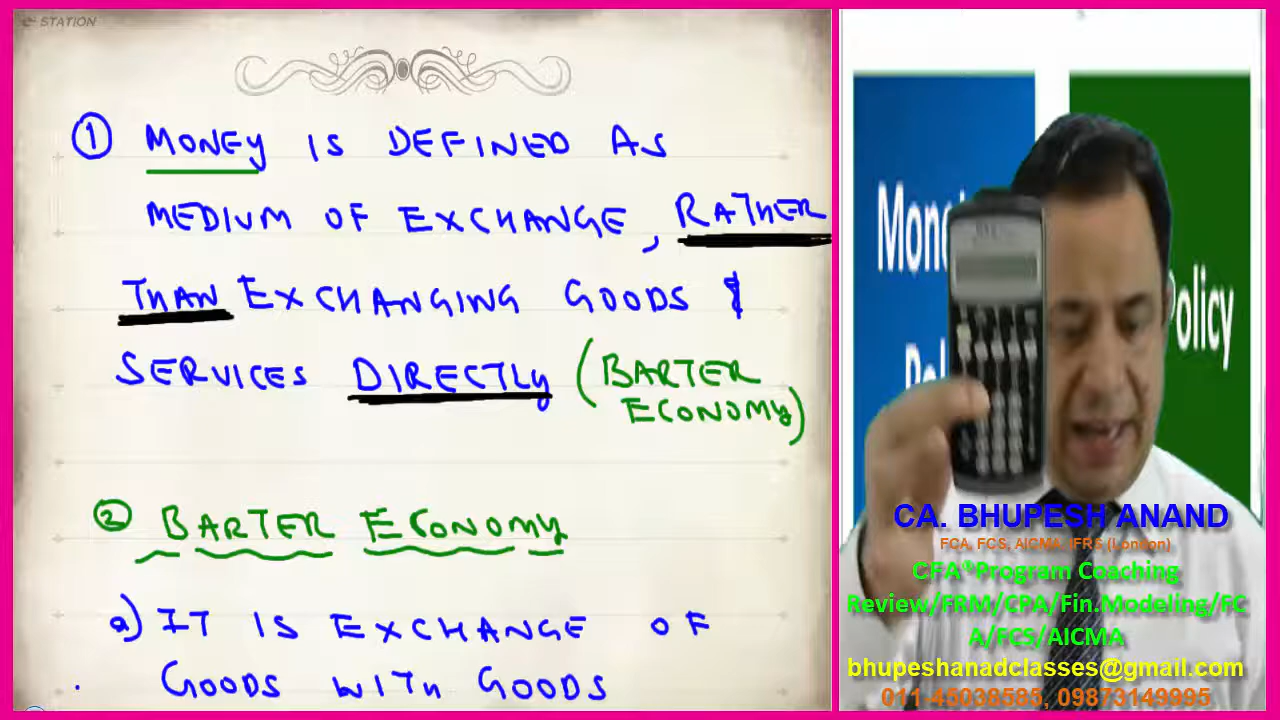 e- STATION
① MONEY IS DEFINED AS
MEDIUM OF EXCHANGE, RATHER
THAN EXCHANGING GOODS &
SERVICES DIRECTLY (BARTER
ECONOMY)
② BARTER ECONOMY
a) IT IS EXCHANGE OF
GOODS WITH GOODS
Policy
CA. BHUPESH ANAND
FCA, FCS, AICMA, IFRS (London)
CFA®Program Coaching
Review/FRM/CPA/Fin.Modeling/FC
A/FCS/AICMA
bhupeshanadclasses@gmail.com
011-45038585, 09873149995